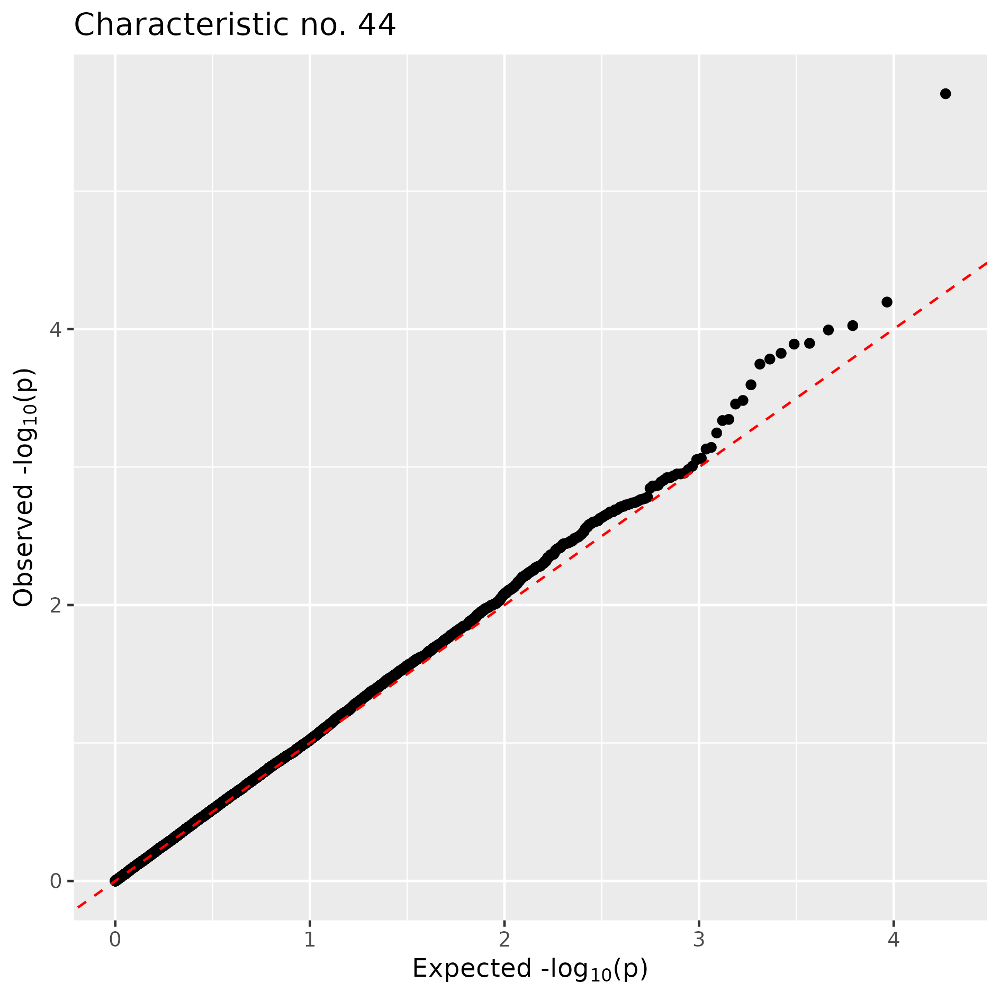 Characteristic no. 44
Observed -log₁₀(p)
4
2
0
0 1 2 3 4
Expected -log₁₀(p)